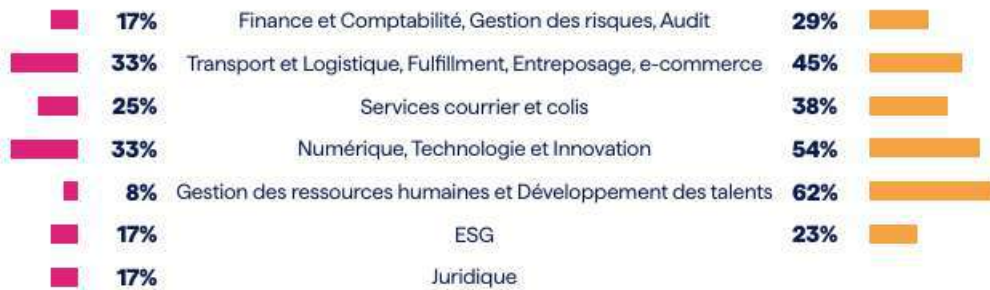 17% Finance et Comptabilité, Gestion des risques, Audit 29%
33% Transport et Logistique, Fulfillment, Entreposage, e-commerce 45%
25% Services courrier et colis 38%
33% Numérique, Technologie et Innovation 54%
8% Gestion des ressources humaines et Développement des talents 62%
17% ESG 23%
17% Juridique